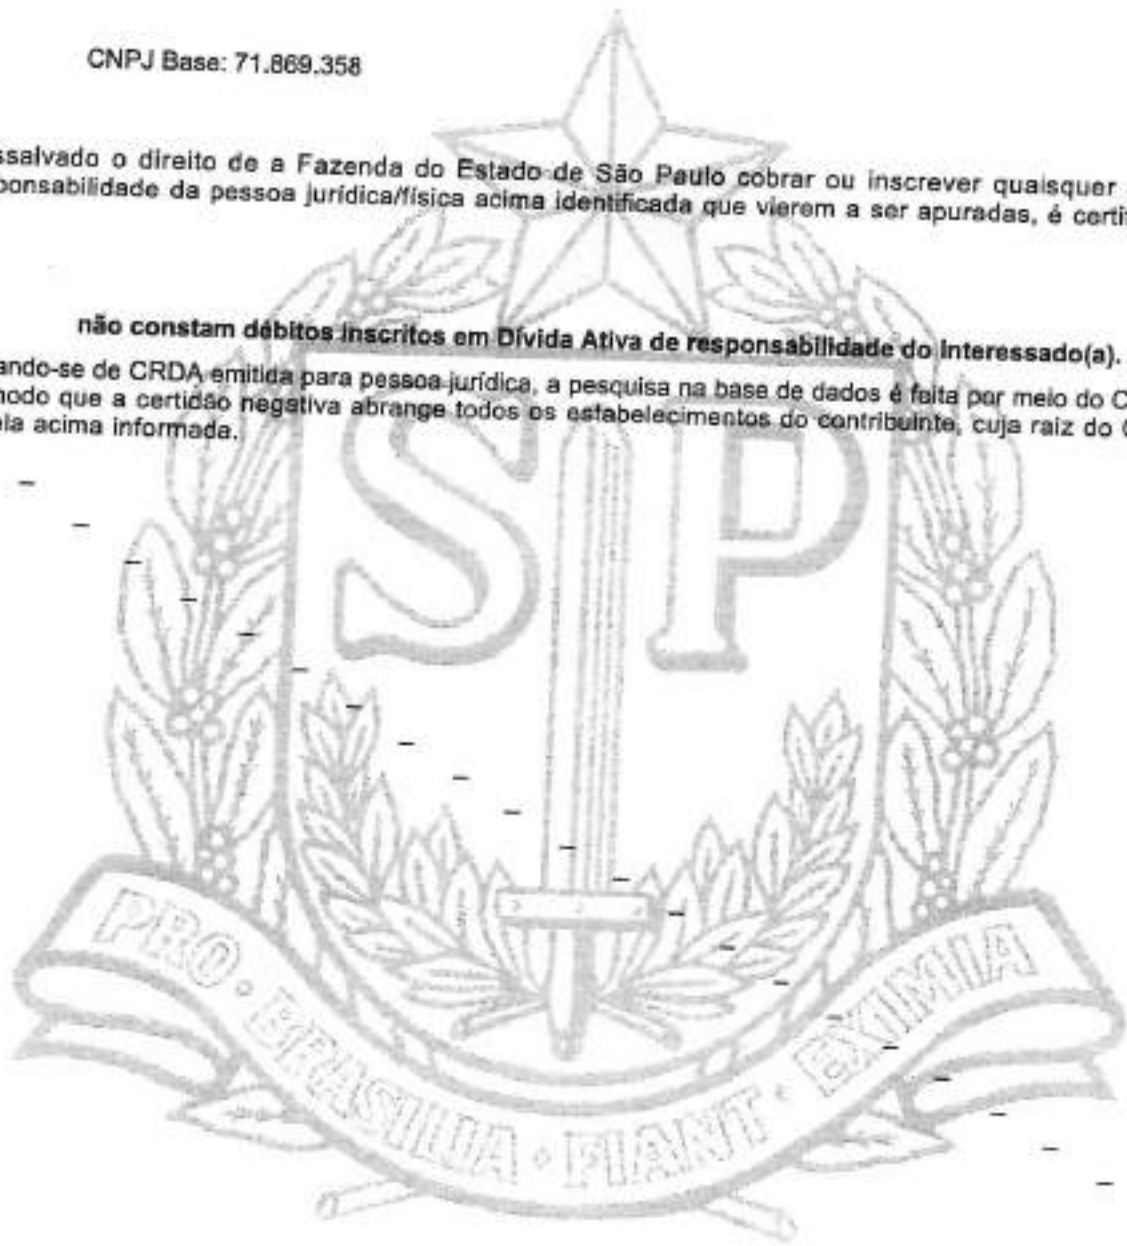 CNPJ Base: 71.869.358
ssalvado o direito de a Fazenda do Estado de São Paulo cobrar ou inscrever quaisquer
ponsabilidade da pessoa jurídica/física acima identificada que vierem a ser apuradas, é certi
não constam débitos inscritos em Dívida Ativa de responsabilidade do Interessado(a).
ando-se de CRDA emitida para pessoa jurídica, a pesquisa na base de dados é feita por meio do C
modo que a certidão negativa abrange todos os estabelecimentos do contribuinte, cuja raiz do C
ela acima informada.
SP
PRO • BRASILIA • FIANT • EXIMIA